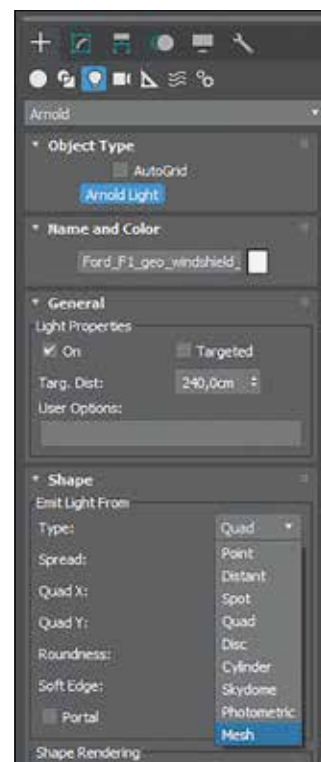 Arnold
Object Type
AutoGrid
Arnold Light
Name and Color
Ford_F1_geo_windshield_
General
Light Properties
On Targeted
Targ. Dist: 240,0cm
User Options:
Shape
Emit Light From
Type: Quad
Spread: Point
Distant
Quad X: Spot
Quad
Quad Y: Disc
Roundness: Cylinder
Soft Edge: Skydome
Portal Photometric
Mesh
Shape Rendering